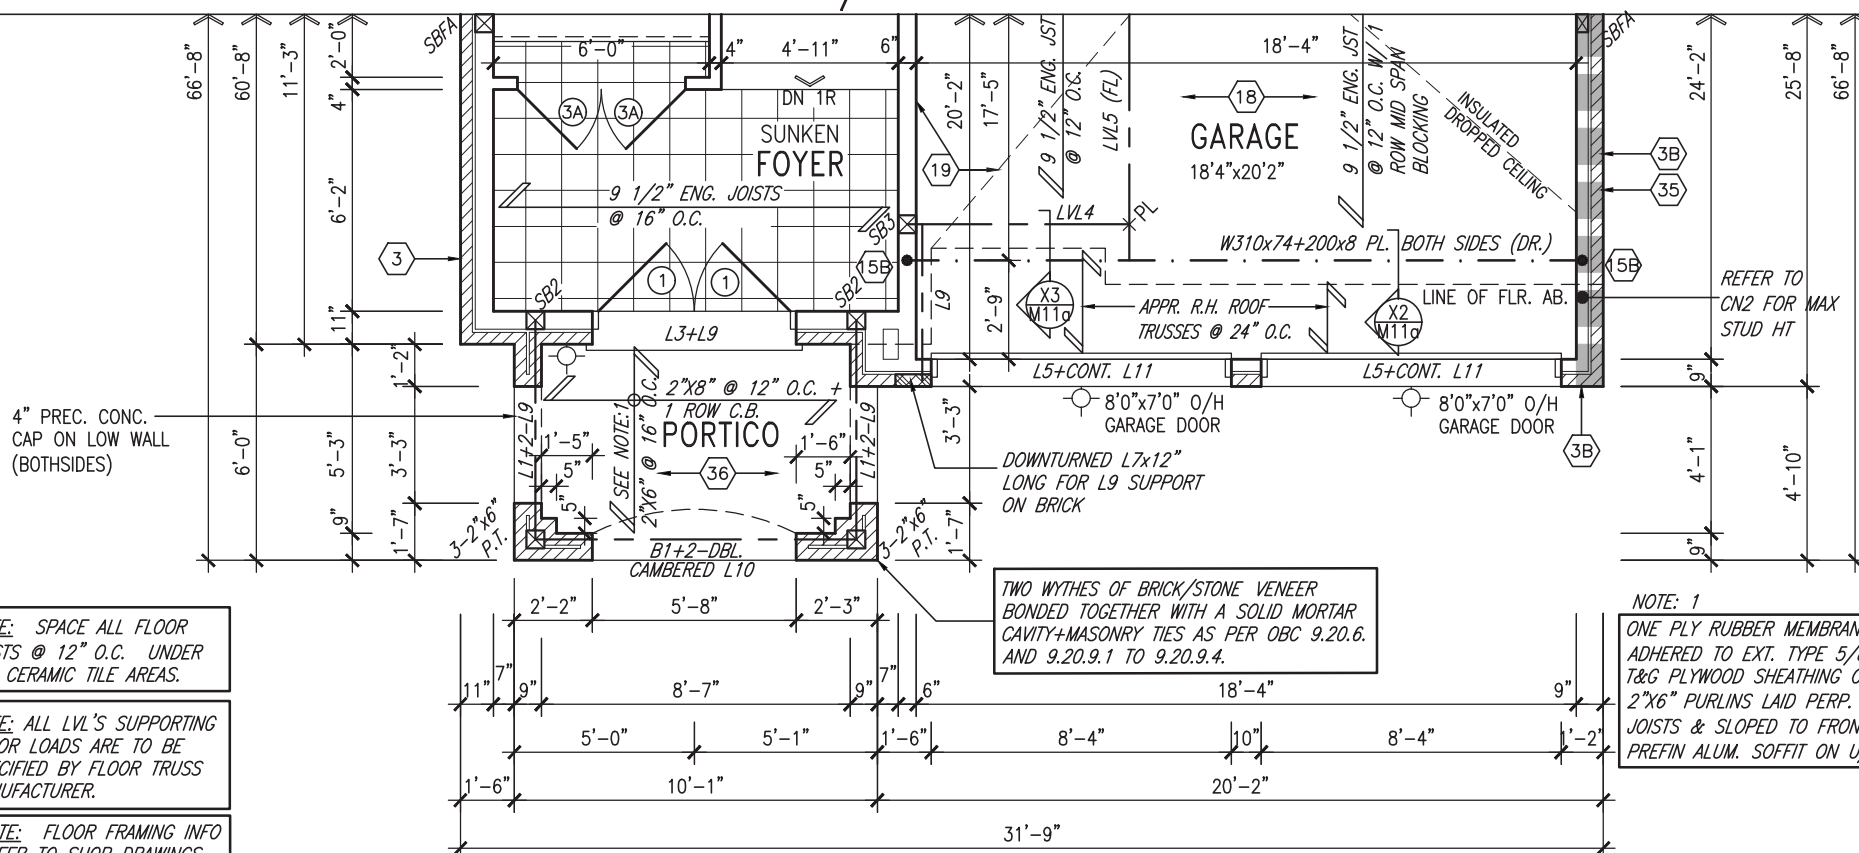 SBFA
SBFA
66'-8"
60'-8"
11'-3"
2'-0"
4"
6'-2"
11"
6'-0"
4"
4'-11"
6"
18'-4"
20'-2"
17'-5"
24'-2"
25'-8"
66'-8"
3A
3A
DN 1R
SUNKEN
FOYER
9 1/2" ENG. JOISTS
@ 16" O.C.
9 1/2" ENG. JST
@ 12" O.C.
LVL5 (FL)
18
GARAGE
18'4"x20'2"
9 1/2" ENG. JST
@ 12" O.C. W/ 1
ROW MID SPAN
BLOCKING
INSULATED
DROPPED CEILING
19
3B
35
3
LVL4
PL
SB3
15B
W310x74+200x8 PL. BOTH SIDES (DR.)
15B
1
1
SB2
SB2
L9
2'-9"
X3
M11a
APPR. R.H. ROOF
TRUSSES @ 24" O.C.
X2
M11a
LINE OF FLR. AB.
REFER TO
CN2 FOR MAX
STUD HT
L3+L9
L5+CONT. L11
L5+CONT. L11
2"X8" @ 12" O.C. +
1 ROW C.B.
PORTICO
36
SEE NOTE:1
2"X6" @ 16" O.C.
L1+2-L9
L1+2-L9
1'-5"
5"
5"
1'-6"
5"
5"
8'0"x7'0" O/H
GARAGE DOOR
8'0"x7'0" O/H
GARAGE DOOR
3B
4" PREC. CONC.
CAP ON LOW WALL
(BOTHSIDES)
6'-0"
5'-3"
9"
1'-2"
3'-3"
1'-7"
3-2"x6"
P.T.
3-2"x6"
P.T.
3'-3"
1'-7"
DOWNTURNED L7x12"
LONG FOR L9 SUPPORT
ON BRICK
9"
4'-1"
9"
4'-10"
B1+2-DBL.
CAMBERED L10
TWO WYTHES OF BRICK/STONE VENEER
BONDED TOGETHER WITH A SOLID MORTAR
CAVITY+MASONRY TIES AS PER OBC 9.20.6.
AND 9.20.9.1 TO 9.20.9.4.
2'-2"
5'-8"
2'-3"
11"
7"
9"
8'-7"
9"
7"
6"
18'-4"
9"
5'-0"
5'-1"
1'-6"
8'-4"
10"
8'-4"
1'-2"
1'-6"
10'-1"
20'-2"
31'-9"
E: SPACE ALL FLOOR
STS @ 12" O.C. UNDER
CERAMIC TILE AREAS.
E: ALL LVL'S SUPPORTING
OR LOADS ARE TO BE
CIFIED BY FLOOR TRUSS
NUFACTURER.
TE: FLOOR FRAMING INFO
FER TO SHOP DRAWINGS
NOTE: 1
ONE PLY RUBBER MEMBRAN
ADHERED TO EXT. TYPE 5/8
T&G PLYWOOD SHEATHING O
2"X6" PURLINS LAID PERP.
JOISTS & SLOPED TO FRON
PREFIN ALUM. SOFFIT ON U